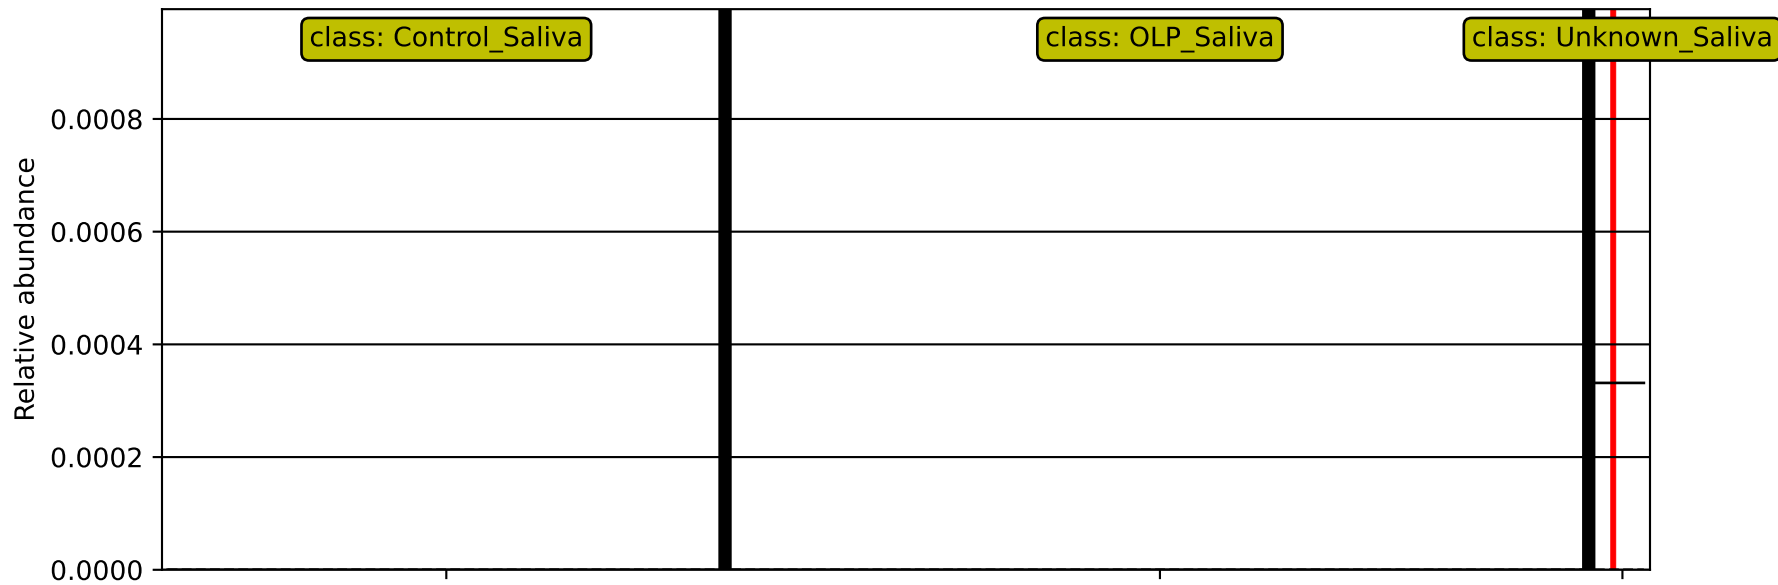 class: Control_Saliva
class: OLP_Saliva
class: Unknown_Saliva
Relative abundance
0.0008
0.0006
0.0004
0.0002
0.0000